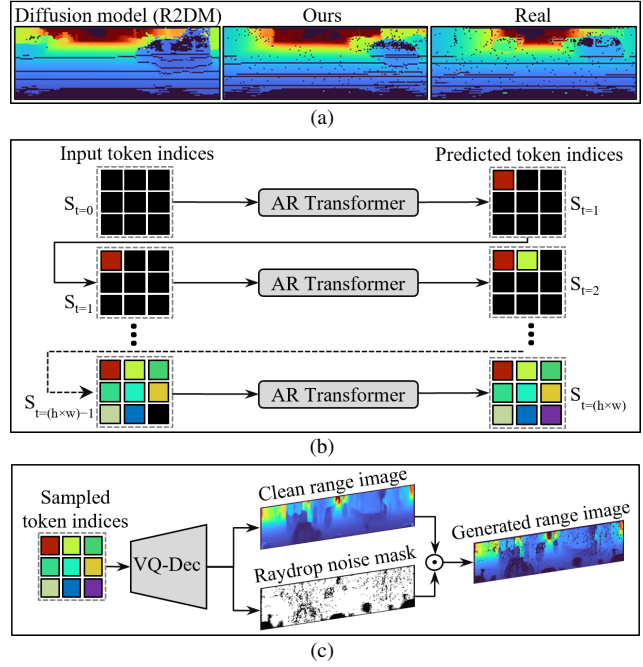 Diffusion model (R2DM) Ours Real
(a)
Input token indices Predicted token indices
S_{t=0} AR Transformer S_{t=1}
S_{t=1} AR Transformer S_{t=2}
S_{t=(h×w)−1} AR Transformer S_{t=(h×w)}
(b)
Sampled
token indices
VQ-Dec
Clean range image
Raydrop noise mask
Generated range image
(c)